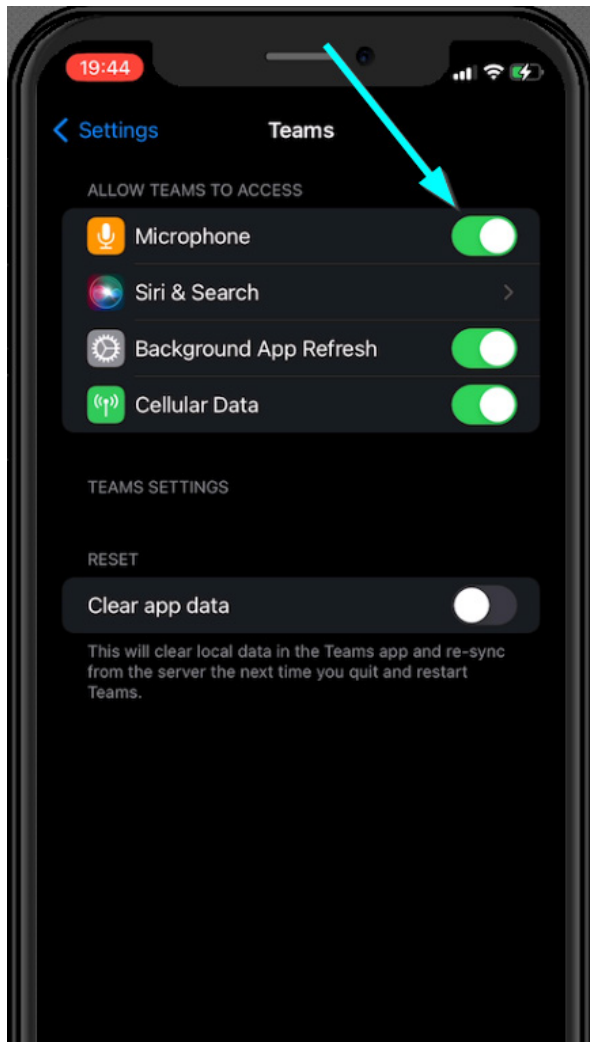 19:44
Settings
Teams
ALLOW TEAMS TO ACCESS
Microphone
Siri & Search
Background App Refresh
Cellular Data
TEAMS SETTINGS
RESET
Clear app data
This will clear local data in the Teams app and re-sync
from the server the next time you quit and restart
Teams.